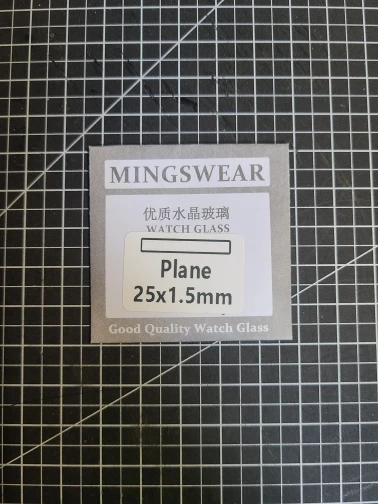 MINGSWEAR
优质水晶玻璃
WATCH GLASS
Plane
25x1.5mm
Good Quality Watch Glass